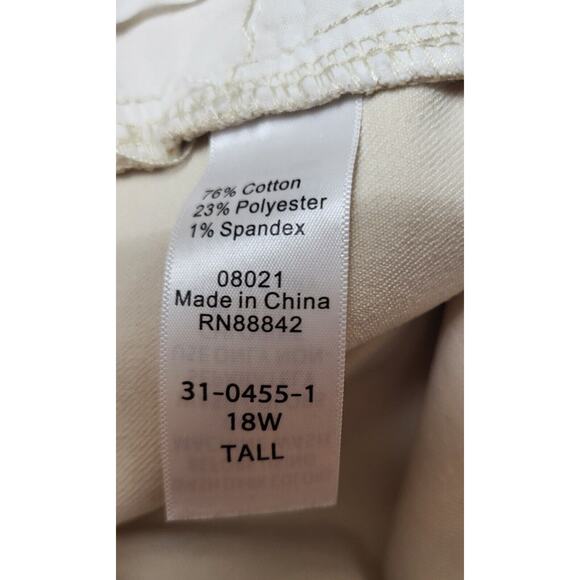 76% Cotton
23% Polyester
1% Spandex
08021
Made in China
RN88842
31-0455-1
18W
TALL